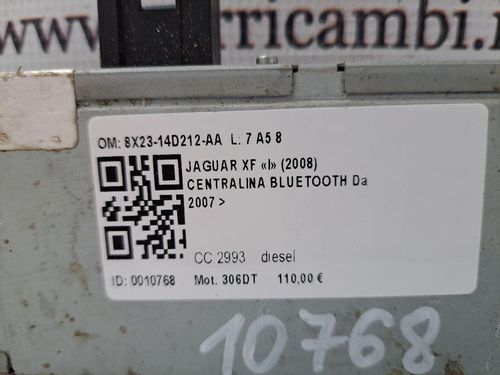 www.
rricambi.
OM: 8X23-14D212-AA L: 7 A5 8
JAGUAR XF «I» (2008)
CENTRALINA BLUETOOTH Da
2007 >
CC 2993 diesel
ID: 0010768 Mot: 306DT 110,00 €
10768